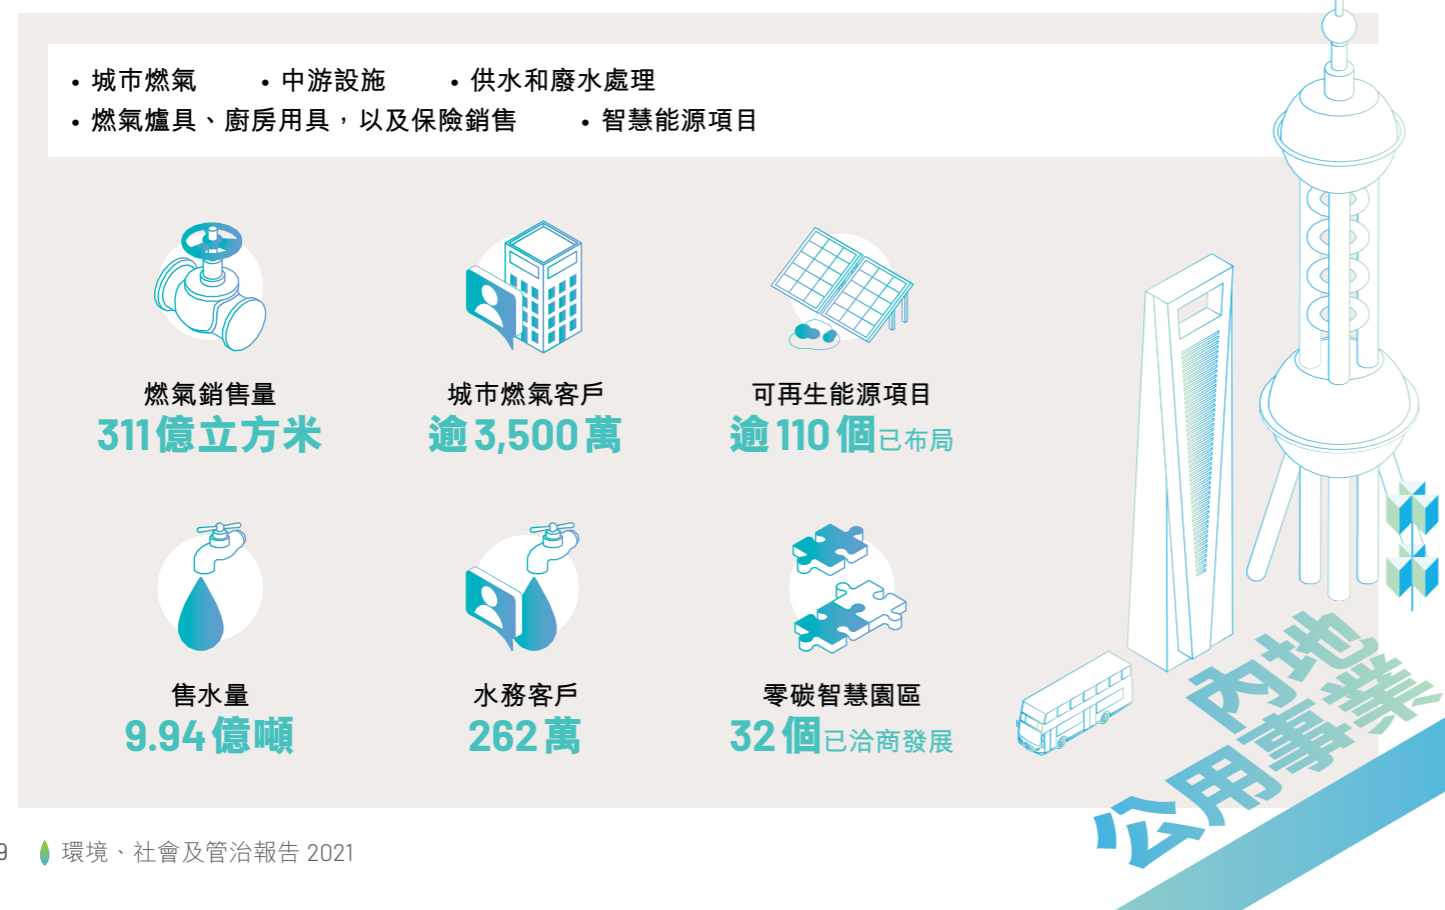 • 城市燃氣 • 中游設施 • 供水和廢水處理
• 燃氣爐具、廚房用具，以及保險銷售 • 智慧能源項目
燃氣銷售量
311億立方米
城市燃氣客戶
逾3,500萬
可再生能源項目
逾110個已布局
售水量
9.94億噸
水務客戶
262萬
零碳智慧園區
32個已洽商發展
內地
公用事業
9 環境、社會及管治報告 2021